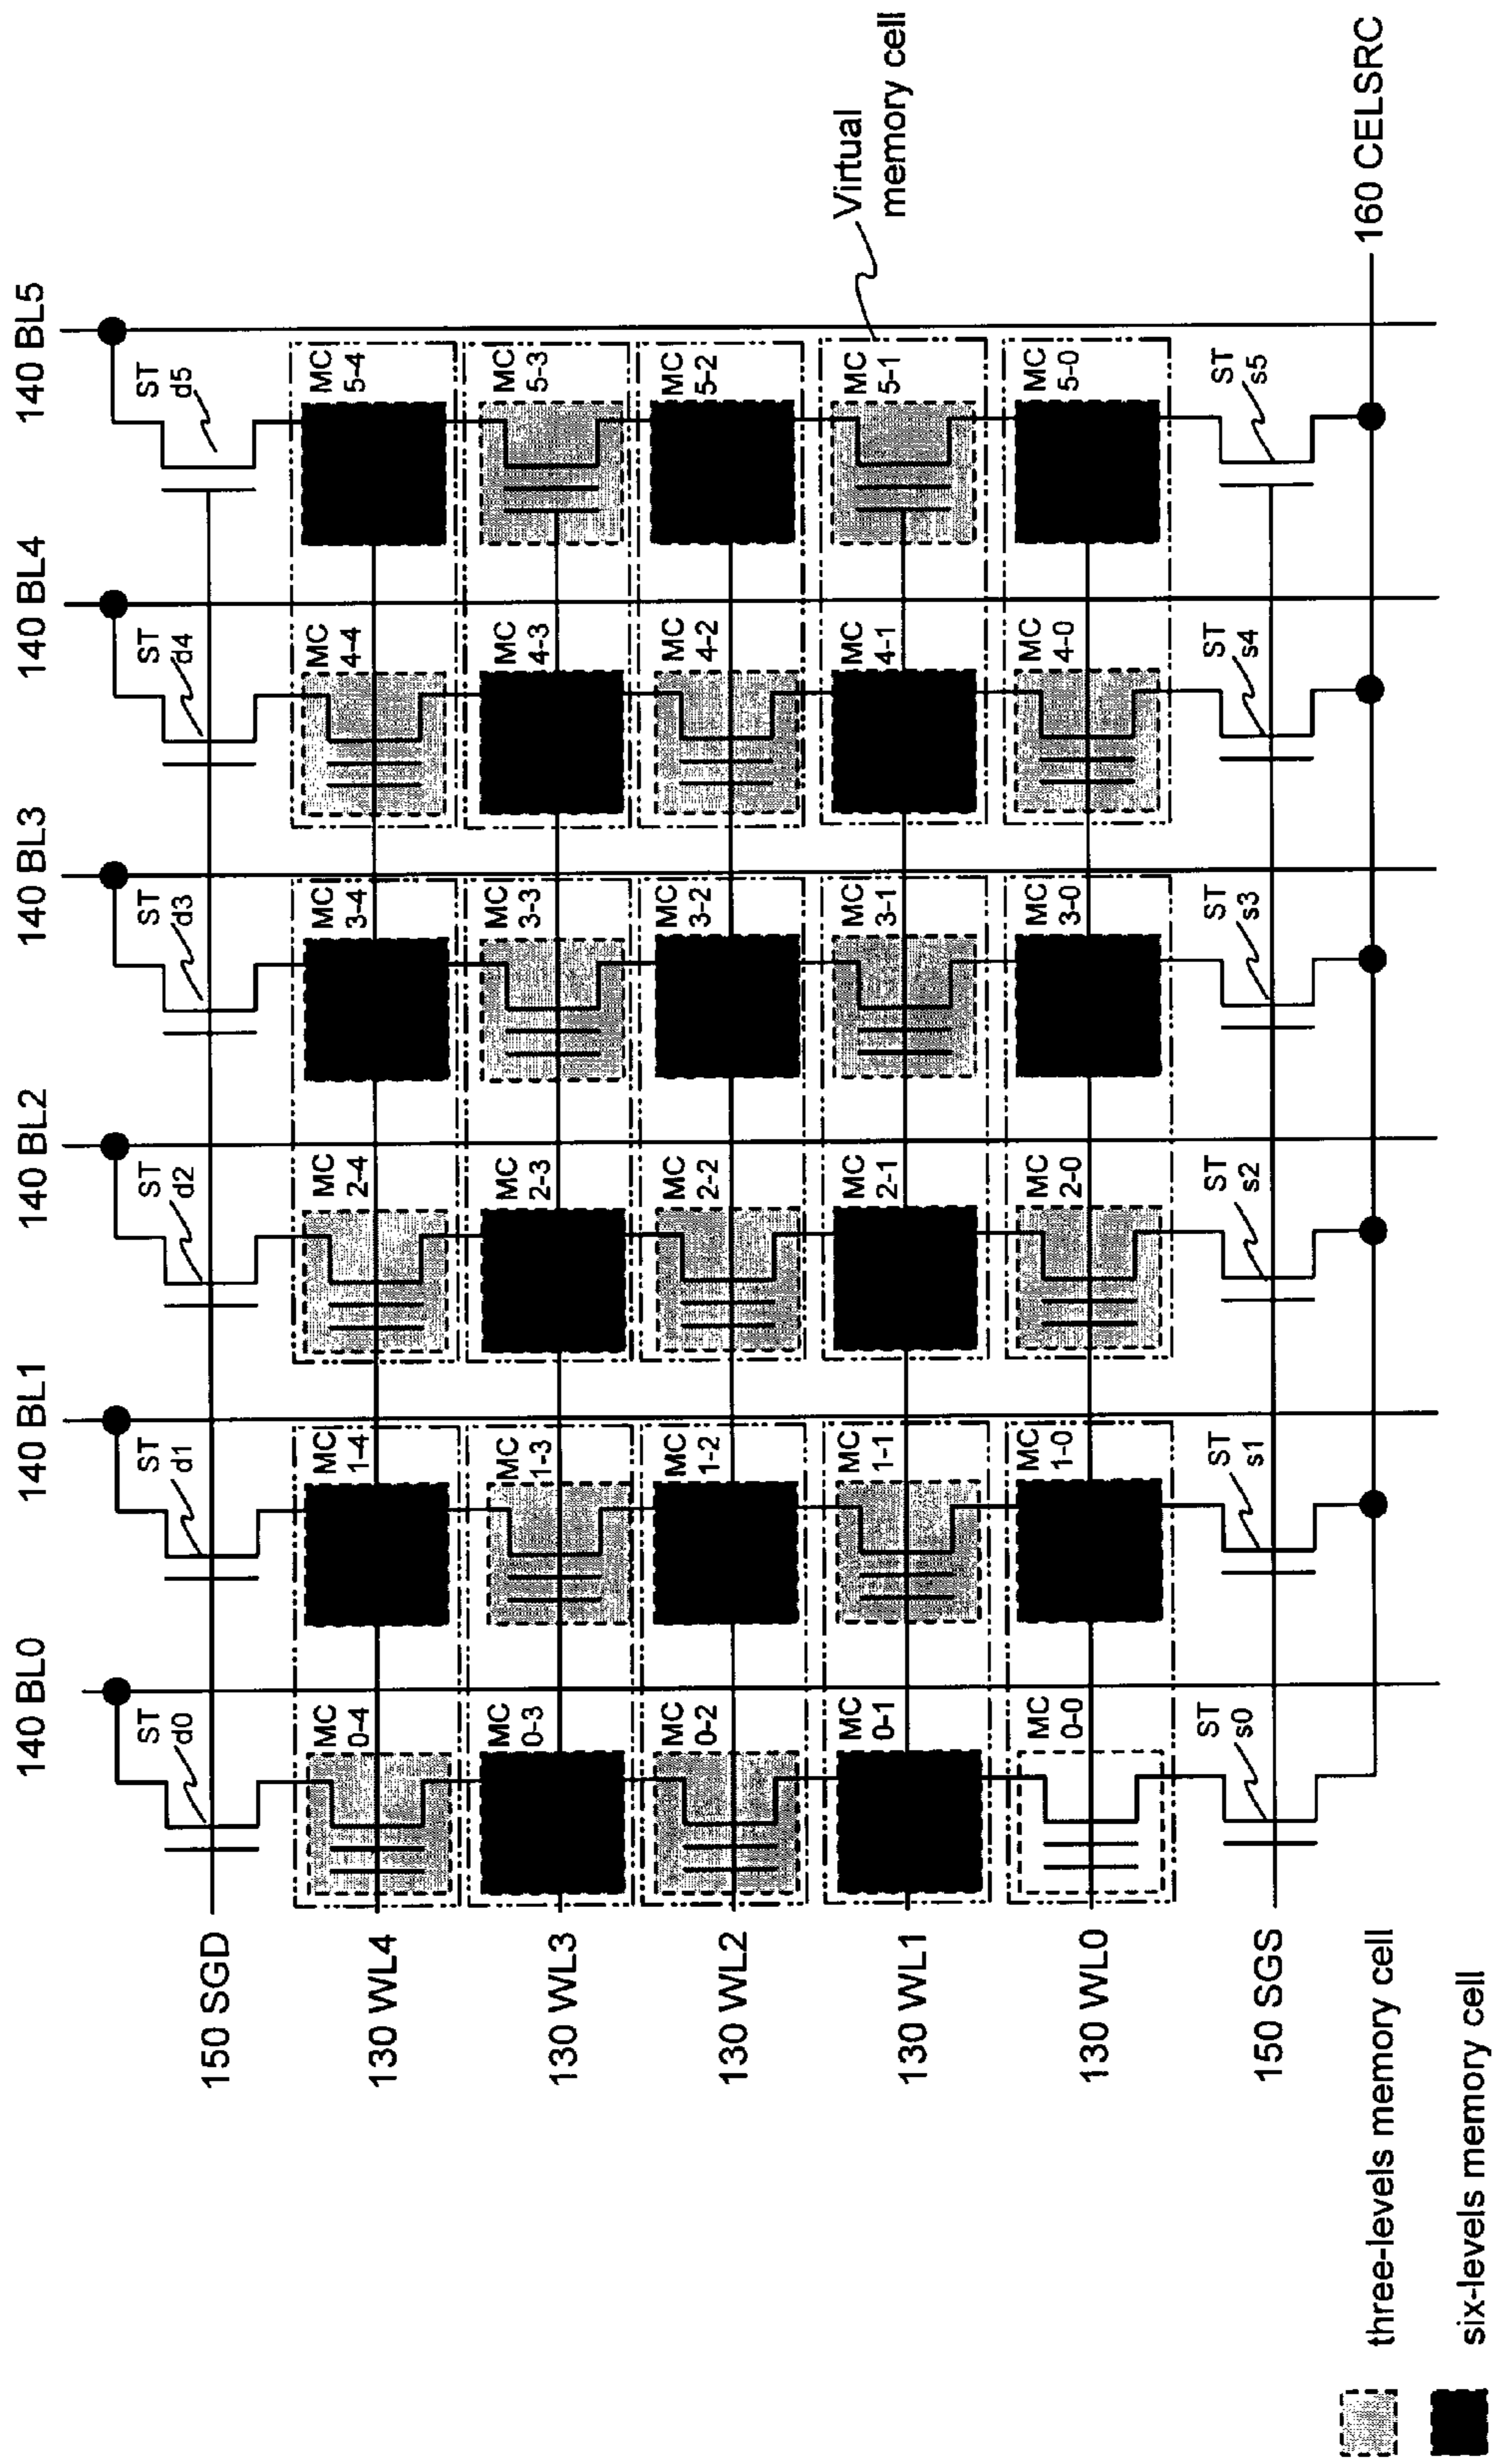 140 BL0
140 BL1
140 BL2
140 BL3
140 BL4
140 BL5
ST
d0
ST
d1
ST
d2
ST
d3
ST
d4
ST
d5
150 SGD
130 WL4
MC
0-4
MC
1-4
MC
2-4
MC
3-4
MC
4-4
MC
5-4
130 WL3
MC
0-3
MC
1-3
MC
2-3
MC
3-3
MC
4-3
MC
5-3
130 WL2
MC
0-2
MC
1-2
MC
2-2
MC
3-2
MC
4-2
MC
5-2
130 WL1
MC
0-1
MC
1-1
MC
2-1
MC
3-1
MC
4-1
MC
5-1
Virtual
memory cell
130 WL0
MC
0-0
MC
1-0
MC
2-0
MC
3-0
MC
4-0
MC
5-0
150 SGS
ST
s0
ST
s1
ST
s2
ST
s3
ST
s4
ST
s5
160 CELSRC
three-levels memory cell
six-levels memory cell